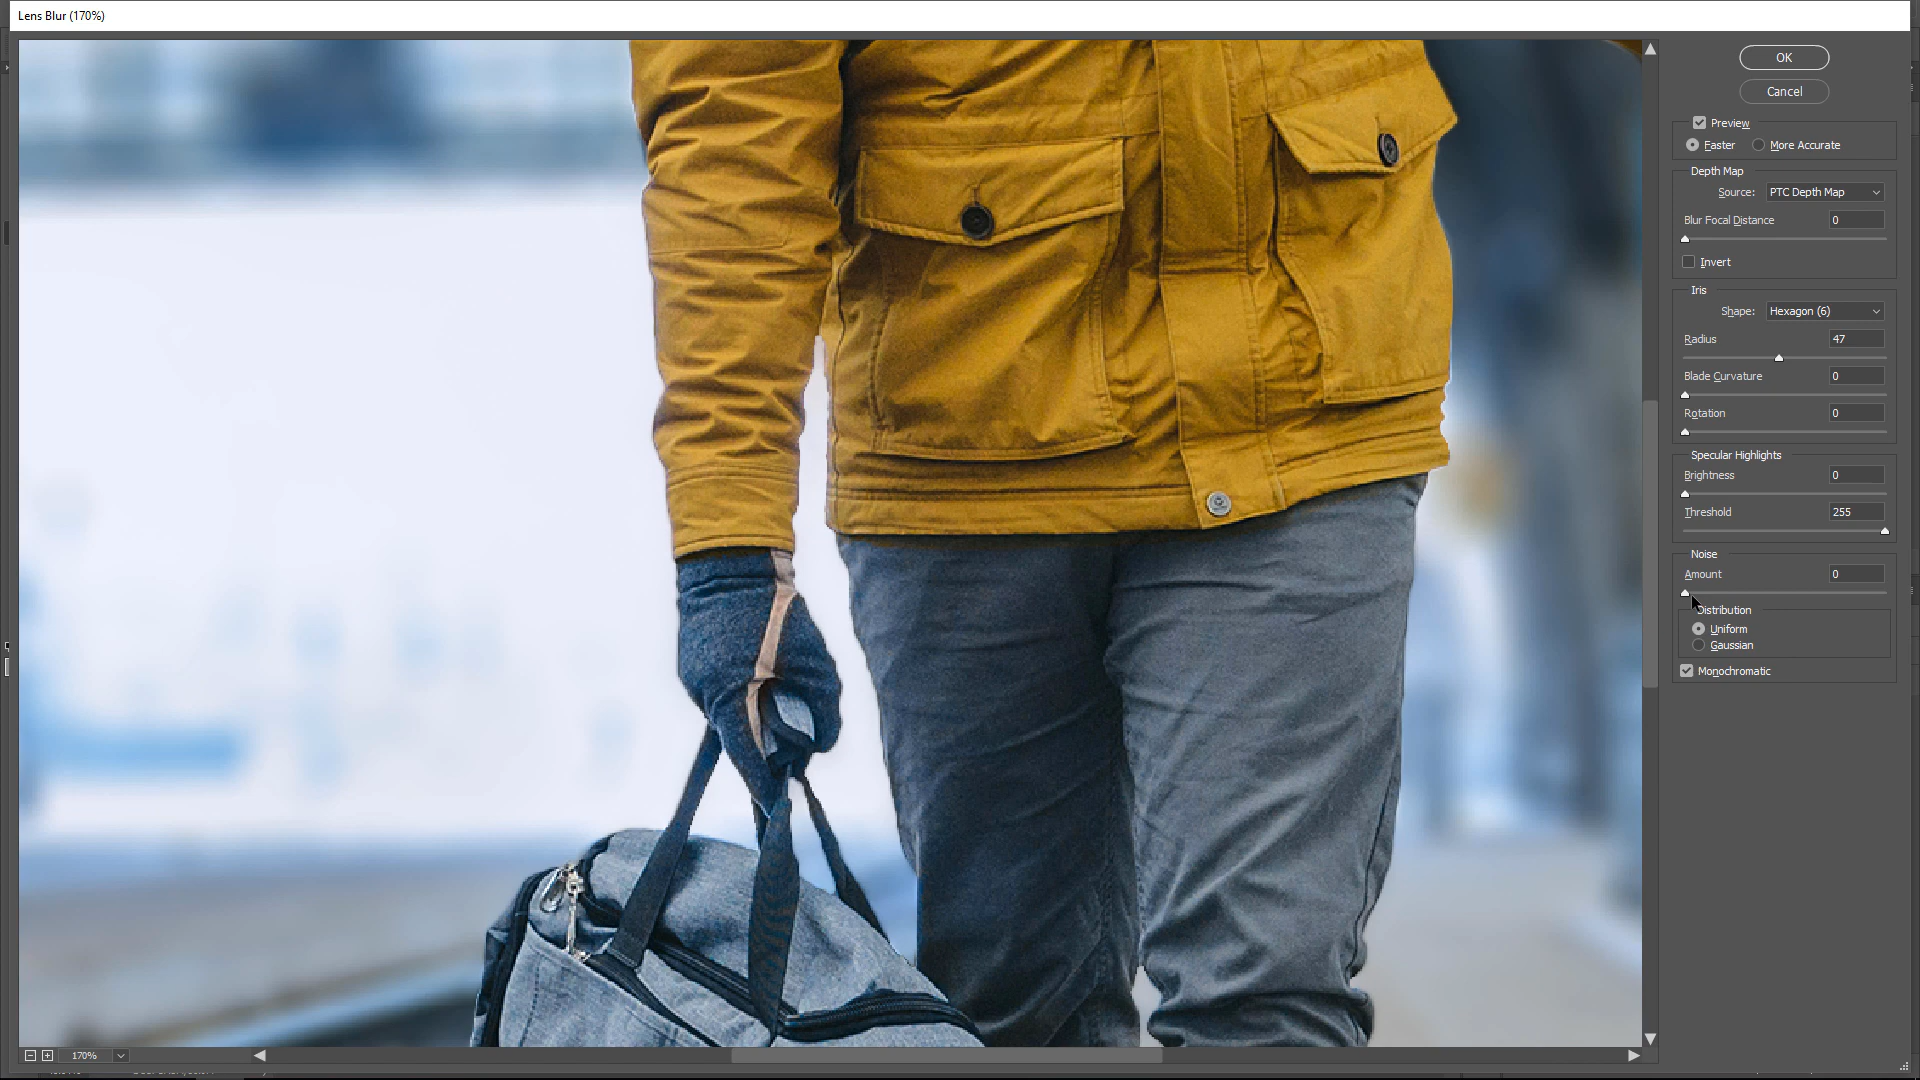 Lens Blur (170%)
OK
Cancel
Preview
Faster More Accurate
Depth Map
Source: PTC Depth Map
Blur Focal Distance 0
Invert
Iris
Shape: Hexagon (6)
Radius 47
Blade Curvature 0
Rotation 0
Specular Highlights
Brightness 0
Threshold 255
Noise
Amount 0
Distribution
Uniform
Gaussian
Monochromatic
170%